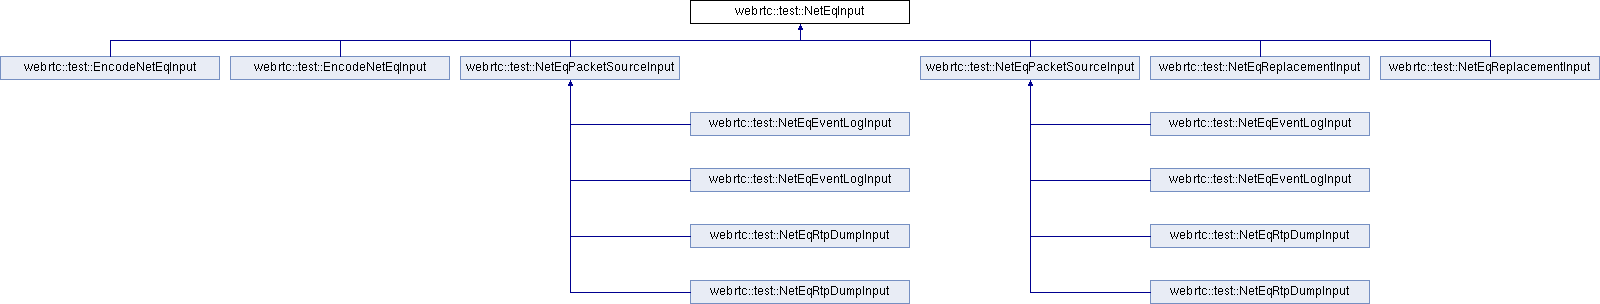 webrtc::test::NetEqInput
webrtc::test::EncodeNetEqInput
webrtc::test::EncodeNetEqInput
webrtc::test::NetEqPacketSourceInput
webrtc::test::NetEqPacketSourceInput
webrtc::test::NetEqReplacementInput
webrtc::test::NetEqReplacementInput
webrtc::test::NetEqEventLogInput
webrtc::test::NetEqEventLogInput
webrtc::test::NetEqEventLogInput
webrtc::test::NetEqEventLogInput
webrtc::test::NetEqRtpDumpInput
webrtc::test::NetEqRtpDumpInput
webrtc::test::NetEqRtpDumpInput
webrtc::test::NetEqRtpDumpInput